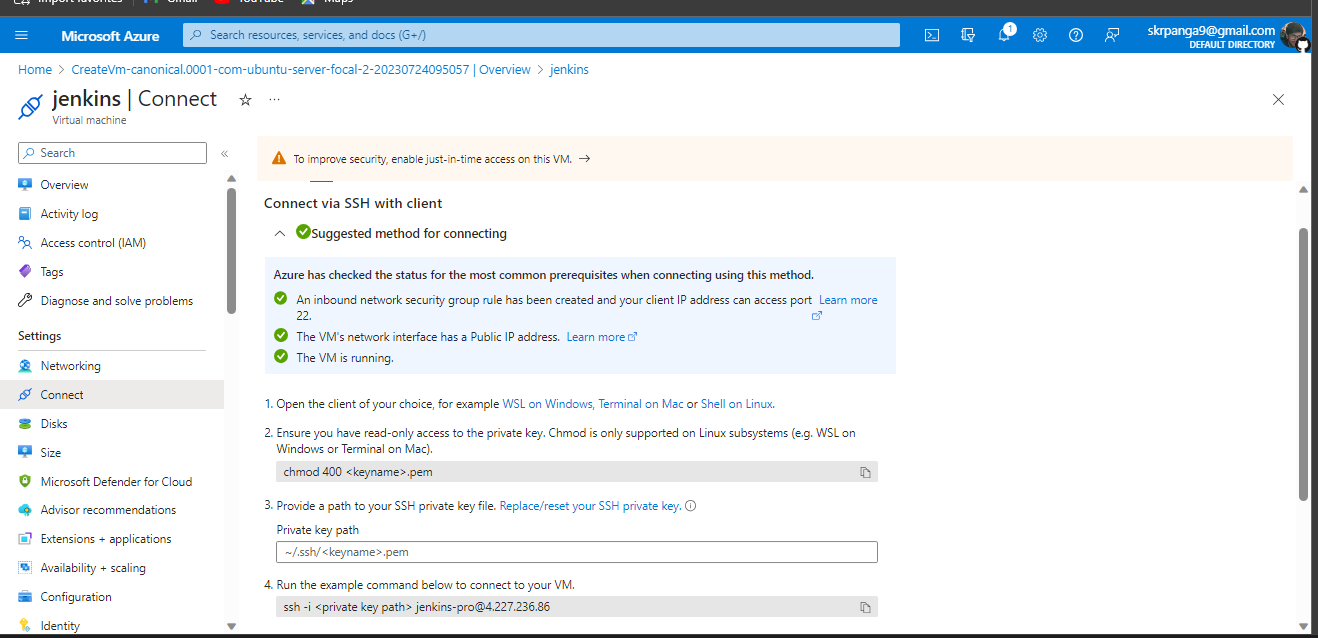 Import favorites
Gmail
YouTube
Maps
Microsoft Azure
Search resources, services, and docs (G+/)
1
skrpanga9@gmail.com
DEFAULT DIRECTORY
Home > CreateVm-canonical.0001-com-ubuntu-server-focal-2-20230724095057 | Overview > jenkins
jenkins | Connect
Virtual machine
Search
Overview
Activity log
Access control (IAM)
Tags
Diagnose and solve problems
Settings
Networking
Connect
Disks
Size
Microsoft Defender for Cloud
Advisor recommendations
Extensions + applications
Availability + scaling
Configuration
Identity
To improve security, enable just-in-time access on this VM. →
Connect via SSH with client
Suggested method for connecting
Azure has checked the status for the most common prerequisites when connecting using this method.
An inbound network security group rule has been created and your client IP address can access port Learn more
22.
The VM's network interface has a Public IP address. Learn more
The VM is running.
1. Open the client of your choice, for example WSL on Windows, Terminal on Mac or Shell on Linux.
2. Ensure you have read-only access to the private key. Chmod is only supported on Linux subsystems (e.g. WSL on
Windows or Terminal on Mac).
chmod 400 <keyname>.pem
3. Provide a path to your SSH private key file. Replace/reset your SSH private key.
Private key path
~/.ssh/<keyname>.pem
4. Run the example command below to connect to your VM.
ssh -i <private key path> jenkins-pro@4.227.236.86